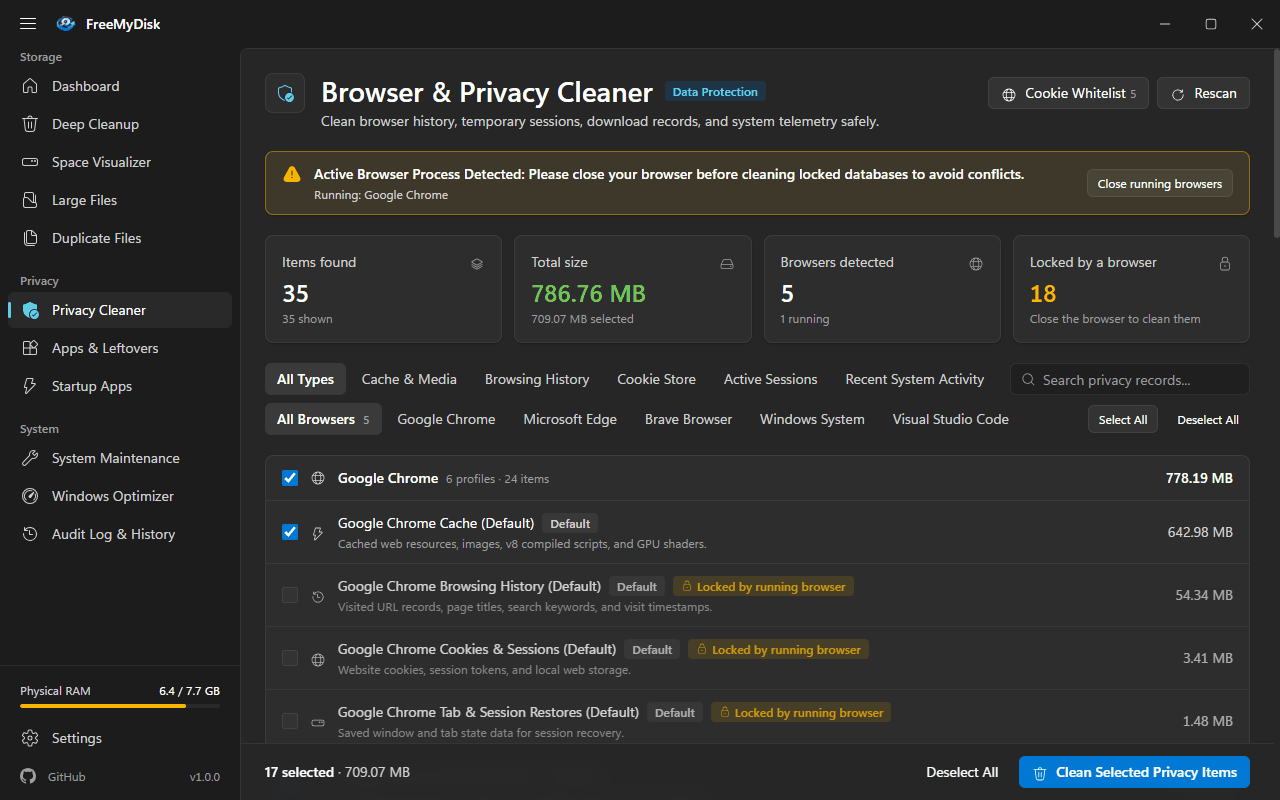 FreeMyDisk
Storage
Dashboard
Deep Cleanup
Space Visualizer
Large Files
Duplicate Files
Privacy
Privacy Cleaner
Apps & Leftovers
Startup Apps
System
System Maintenance
Windows Optimizer
Audit Log & History
Physical RAM 6.4 / 7.7 GB
Settings
GitHub v1.0.0
Browser & Privacy Cleaner Data Protection
Clean browser history, temporary sessions, download records, and system telemetry safely.
Cookie Whitelist 5
Rescan
Active Browser Process Detected: Please close your browser before cleaning locked databases to avoid conflicts.
Running: Google Chrome
Close running browsers
Items found
35
35 shown
Total size
786.76 MB
709.07 MB selected
Browsers detected
5
1 running
Locked by a browser
18
Close the browser to clean them
All Types Cache & Media Browsing History Cookie Store Active Sessions Recent System Activity Search privacy records...
All Browsers 5 Google Chrome Microsoft Edge Brave Browser Windows System Visual Studio Code Select All Deselect All
Google Chrome 6 profiles · 24 items 778.19 MB
Google Chrome Cache (Default) Default
Cached web resources, images, v8 compiled scripts, and GPU shaders.
642.98 MB
Google Chrome Browsing History (Default) Default Locked by running browser
Visited URL records, page titles, search keywords, and visit timestamps.
54.34 MB
Google Chrome Cookies & Sessions (Default) Default Locked by running browser
Website cookies, session tokens, and local web storage.
3.41 MB
Google Chrome Tab & Session Restores (Default) Default Locked by running browser
Saved window and tab state data for session recovery.
1.48 MB
17 selected · 709.07 MB
Deselect All
Clean Selected Privacy Items